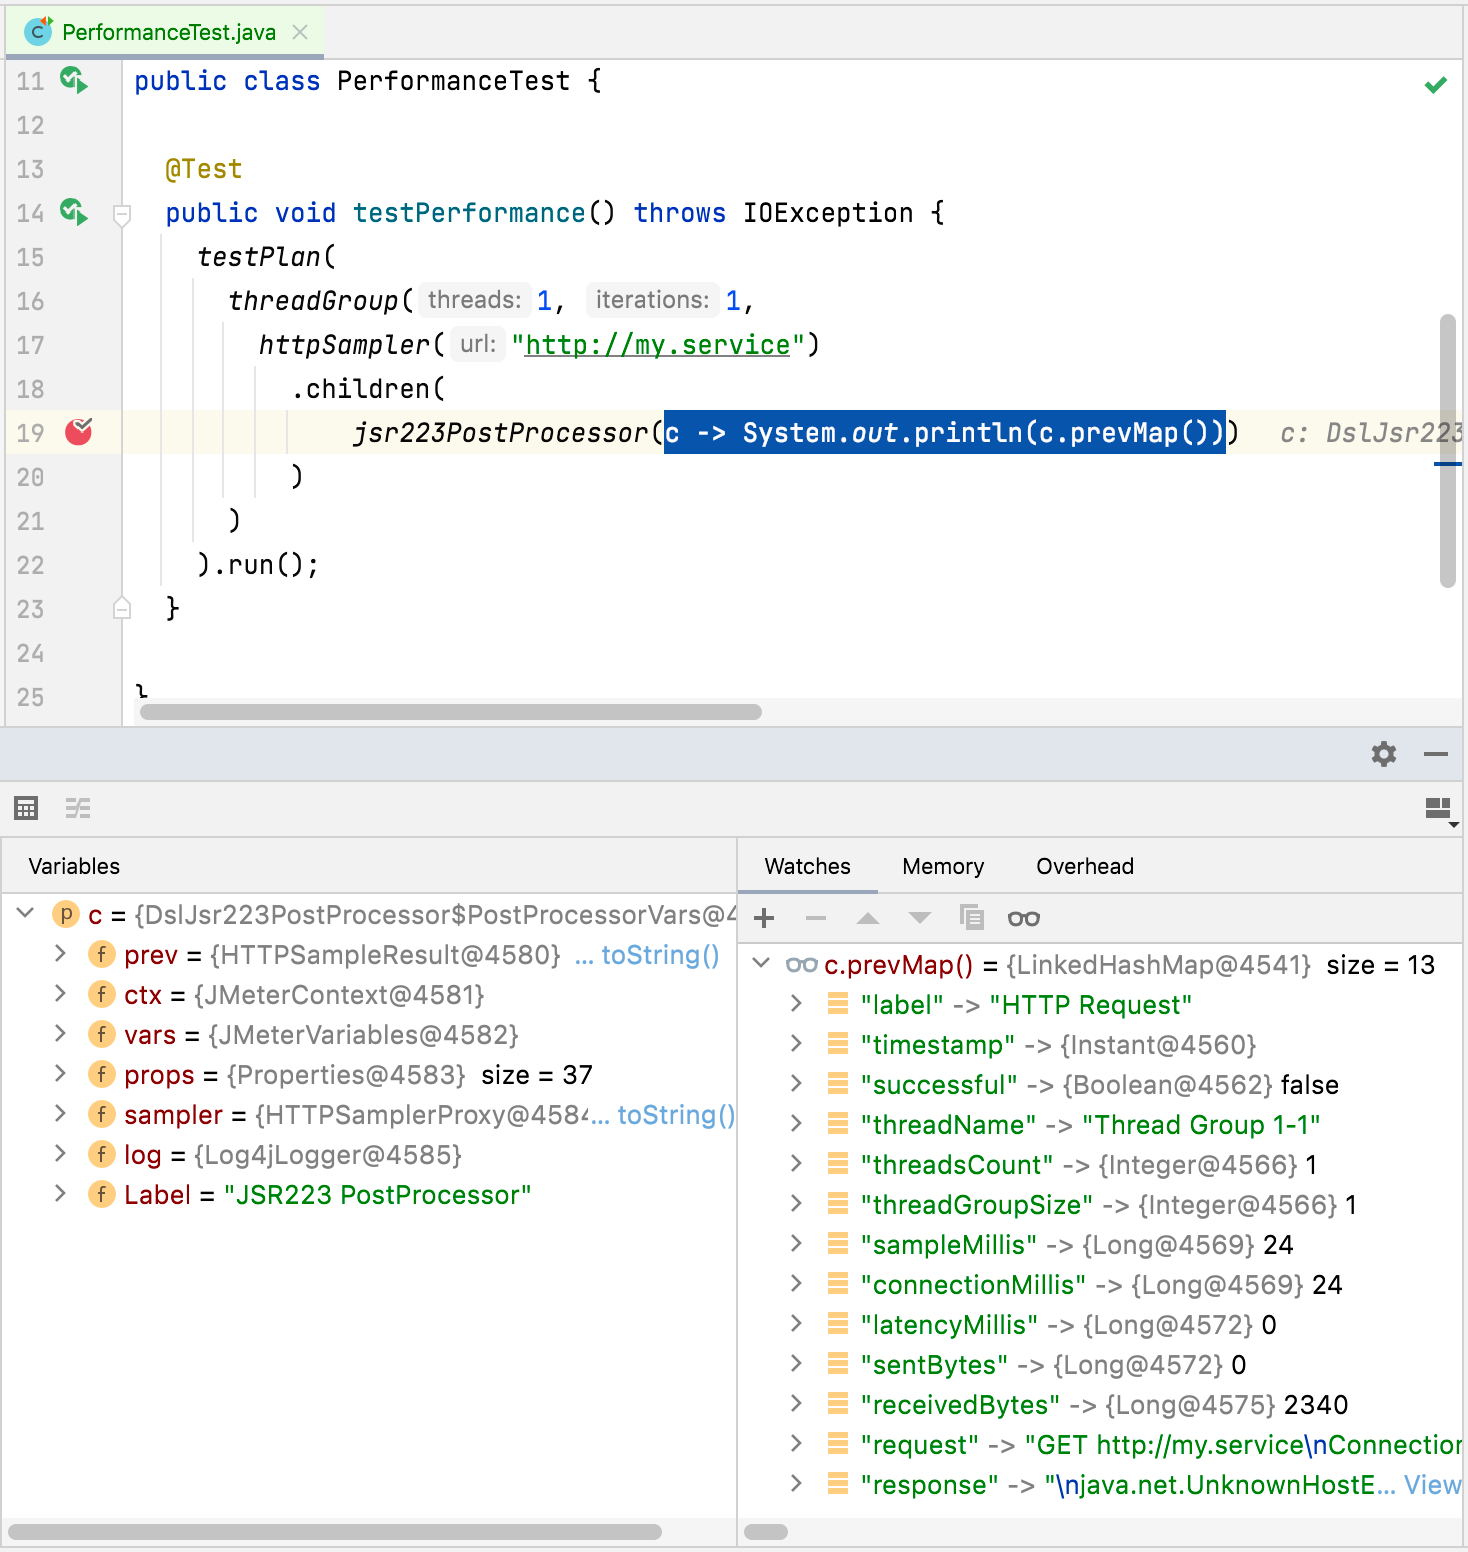 PerformanceTest.java
11 public class PerformanceTest {
12
13 @Test
14 public void testPerformance() throws IOException {
15 testPlan(
16 threadGroup( threads: 1, iterations: 1,
17 httpSampler( url: "http://my.service")
18 .children(
19 jsr223PostProcessor(c -> System.out.println(c.prevMap())) c: DslJsr223
20 )
21 )
22 ).run();
23 }
24
25 }
Variables
c = {DslJsr223PostProcessor$PostProcessorVars@4
prev = {HTTPSampleResult@4580} ... toString()
ctx = {JMeterContext@4581}
vars = {JMeterVariables@4582}
props = {Properties@4583} size = 37
sampler = {HTTPSamplerProxy@4584... toString()
log = {Log4jLogger@4585}
Label = "JSR223 PostProcessor"
Watches Memory Overhead
c.prevMap() = {LinkedHashMap@4541} size = 13
"label" -> "HTTP Request"
"timestamp" -> {Instant@4560}
"successful" -> {Boolean@4562} false
"threadName" -> "Thread Group 1-1"
"threadsCount" -> {Integer@4566} 1
"threadGroupSize" -> {Integer@4566} 1
"sampleMillis" -> {Long@4569} 24
"connectionMillis" -> {Long@4569} 24
"latencyMillis" -> {Long@4572} 0
"sentBytes" -> {Long@4572} 0
"receivedBytes" -> {Long@4575} 2340
"request" -> "GET http://my.service\nConnection
"response" -> "\njava.net.UnknownHostE... View